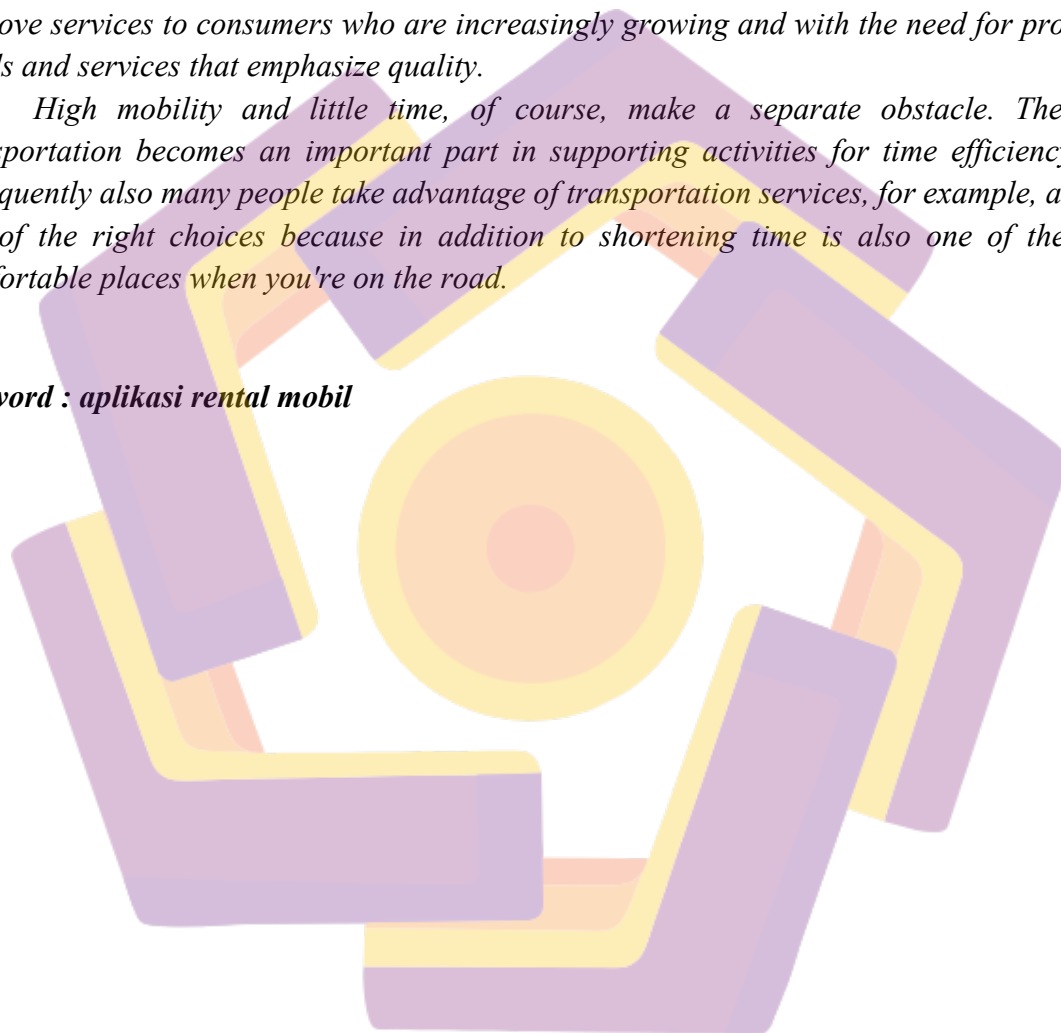 ove services to consumers who are increasingly growing and with the need for pro
ls and services that emphasize quality.
High mobility and little time, of course, make a separate obstacle. The
sportation becomes an important part in supporting activities for time efficiency
quently also many people take advantage of transportation services, for example, a
of the right choices because in addition to shortening time is also one of the
fortable places when you're on the road.
word : aplikasi rental mobil